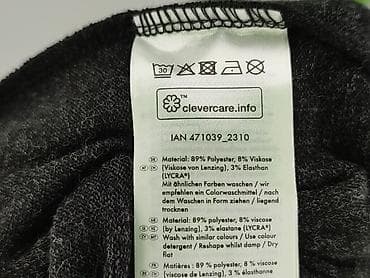 30
™ clevercare.info
IAN 471039_2310
Material: 89% Polyester, 8% Viskose
(Viskose von Lenzing), 3% Elasthan
(LYCRA®)
Mit ähnlichen Farben waschen / wir
empfehlen ein Colorwaschmittel / nach
dem Waschen in Form ziehen / liegend
trocknen
Material: 89% polyester, 8% viscose
(by Lenzing), 3% elastane (LYCRA®)
Wash with similar colours / Use colour
detergent / Reshape whilst damp / Dry
flat
Matières : 89 % polyester, 8 % viscose
(viscose de Lenzing), 3 % élasthanne